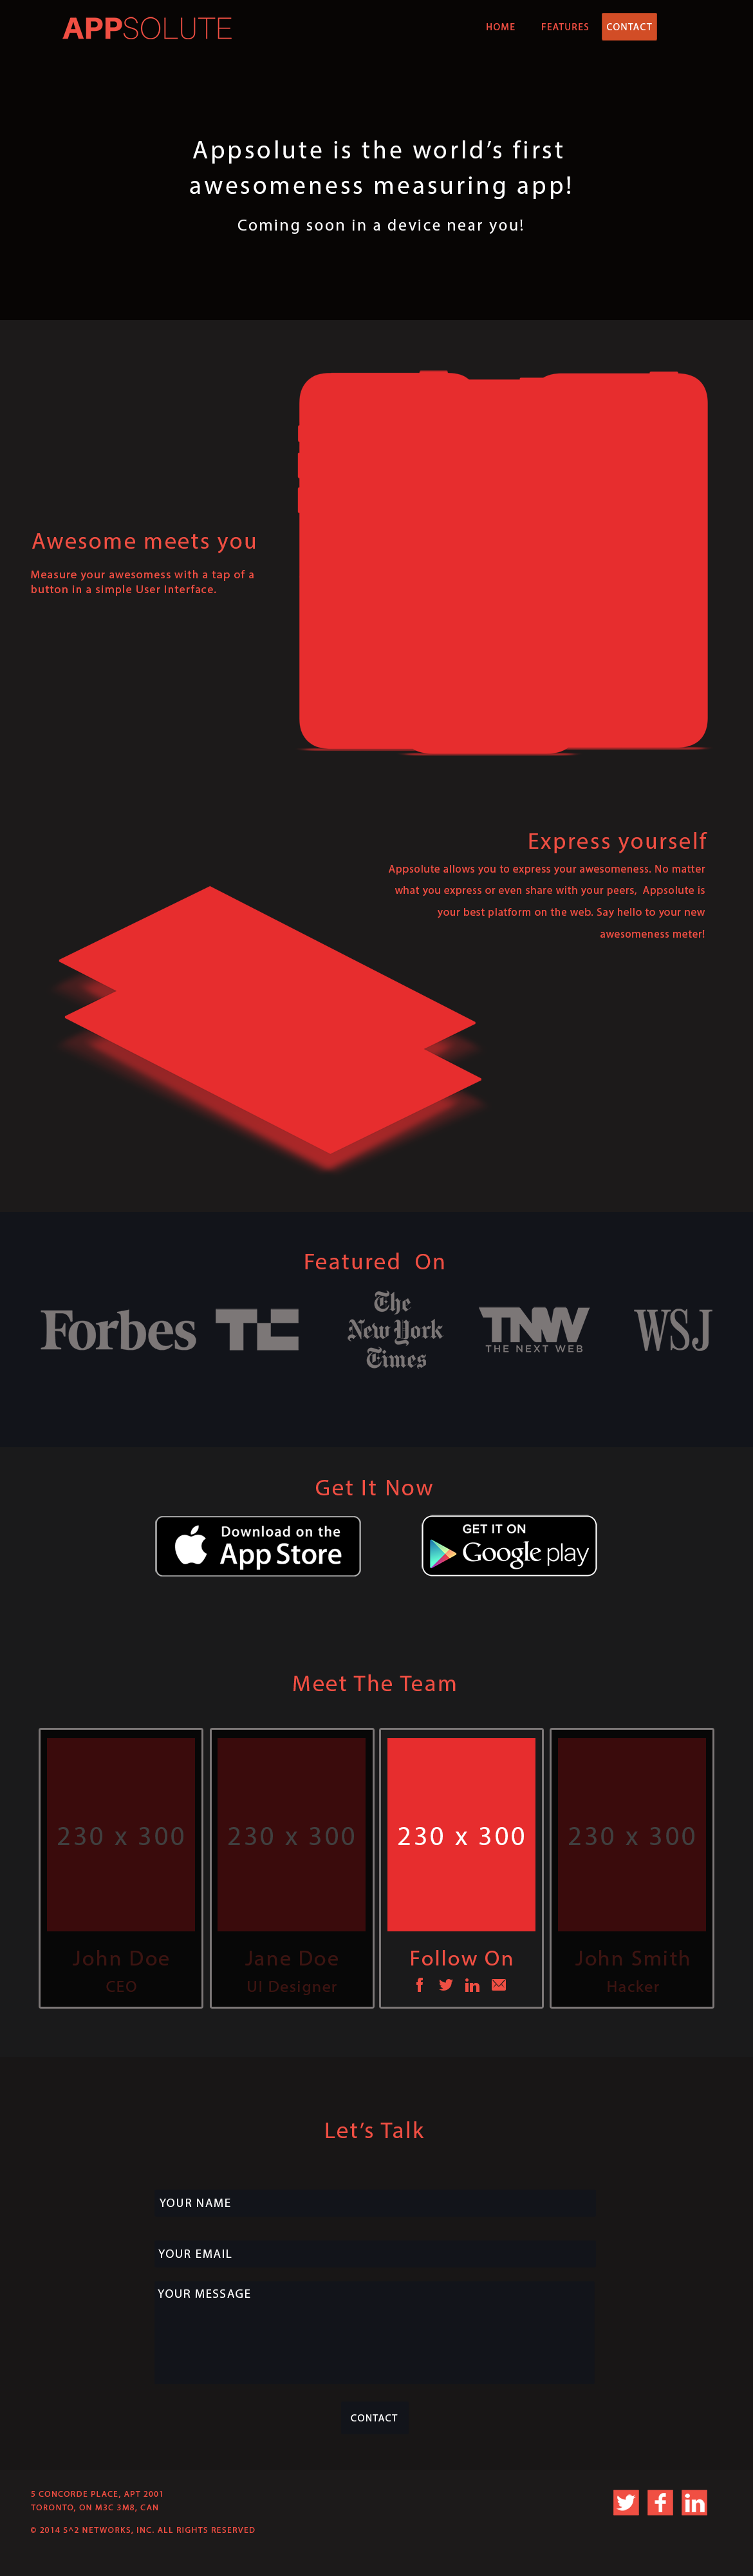 APPSOLUTE
HOME FEATURES CONTACT
Appsolute is the world’s first
awesomeness measuring app!
Coming soon in a device near you!
Awesome meets you
Measure your awesomess with a tap of a
button in a simple User Interface.
Express yourself
Appsolute allows you to express your awesomeness. No matter
what you express or even share with your peers, Appsolute is
your best platform on the web. Say hello to your new
awesomeness meter!
Featured On
Forbes
TC
The
New York
Times
TNW
THE NEXT WEB
WSJ
Get It Now
Download on the
App Store
GET IT ON
Google play
Meet The Team
230 x 300
John Doe
CEO
230 x 300
Jane Doe
UI Designer
230 x 300
Follow On
230 x 300
John Smith
Hacker
Let’s Talk
YOUR NAME
YOUR EMAIL
YOUR MESSAGE
CONTACT
5 CONCORDE PLACE, APT 2001
TORONTO, ON M3C 3M8, CAN
© 2014 S^2 NETWORKS, INC. ALL RIGHTS RESERVED